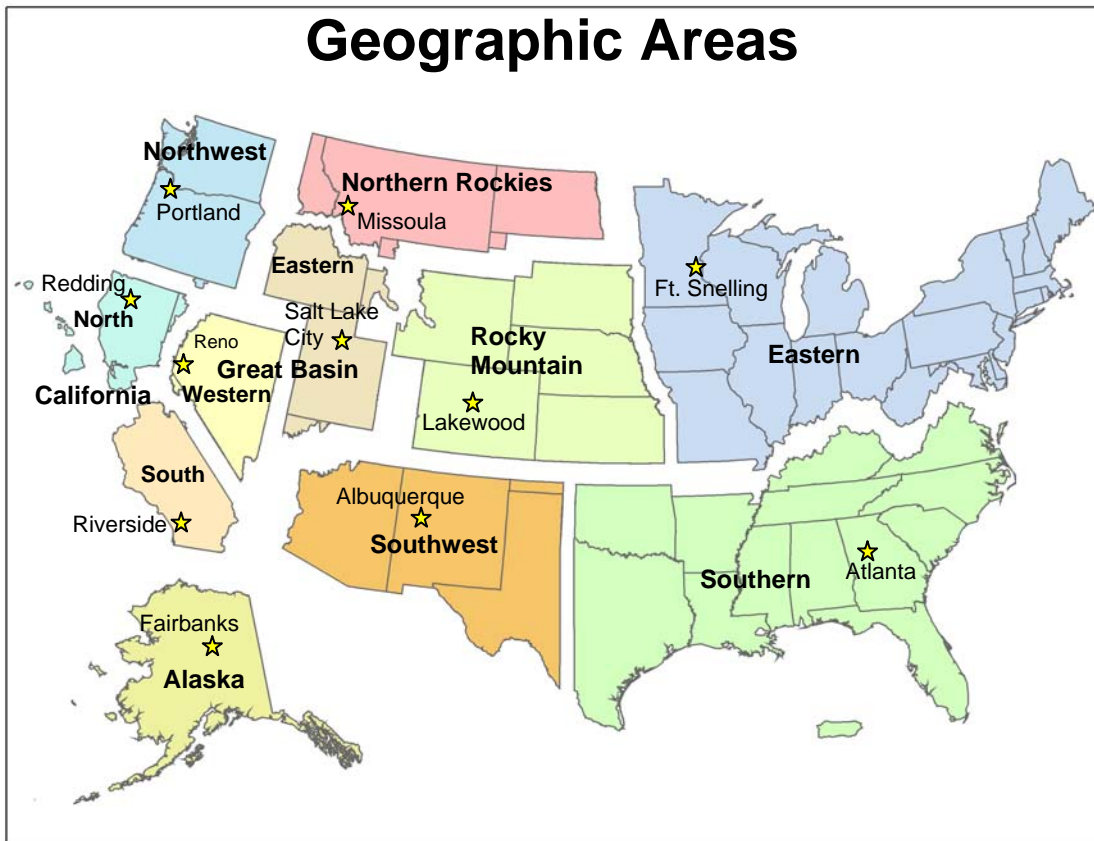 Geographic Areas
Northwest
Portland
Northern Rockies
Missoula
Redding
North
California
Eastern
Salt Lake
City
Reno
Great Basin
Western
Rocky
Mountain
Lakewood
Ft. Snelling
Eastern
South
Riverside
Albuquerque
Southwest
Southern
Atlanta
Fairbanks
Alaska